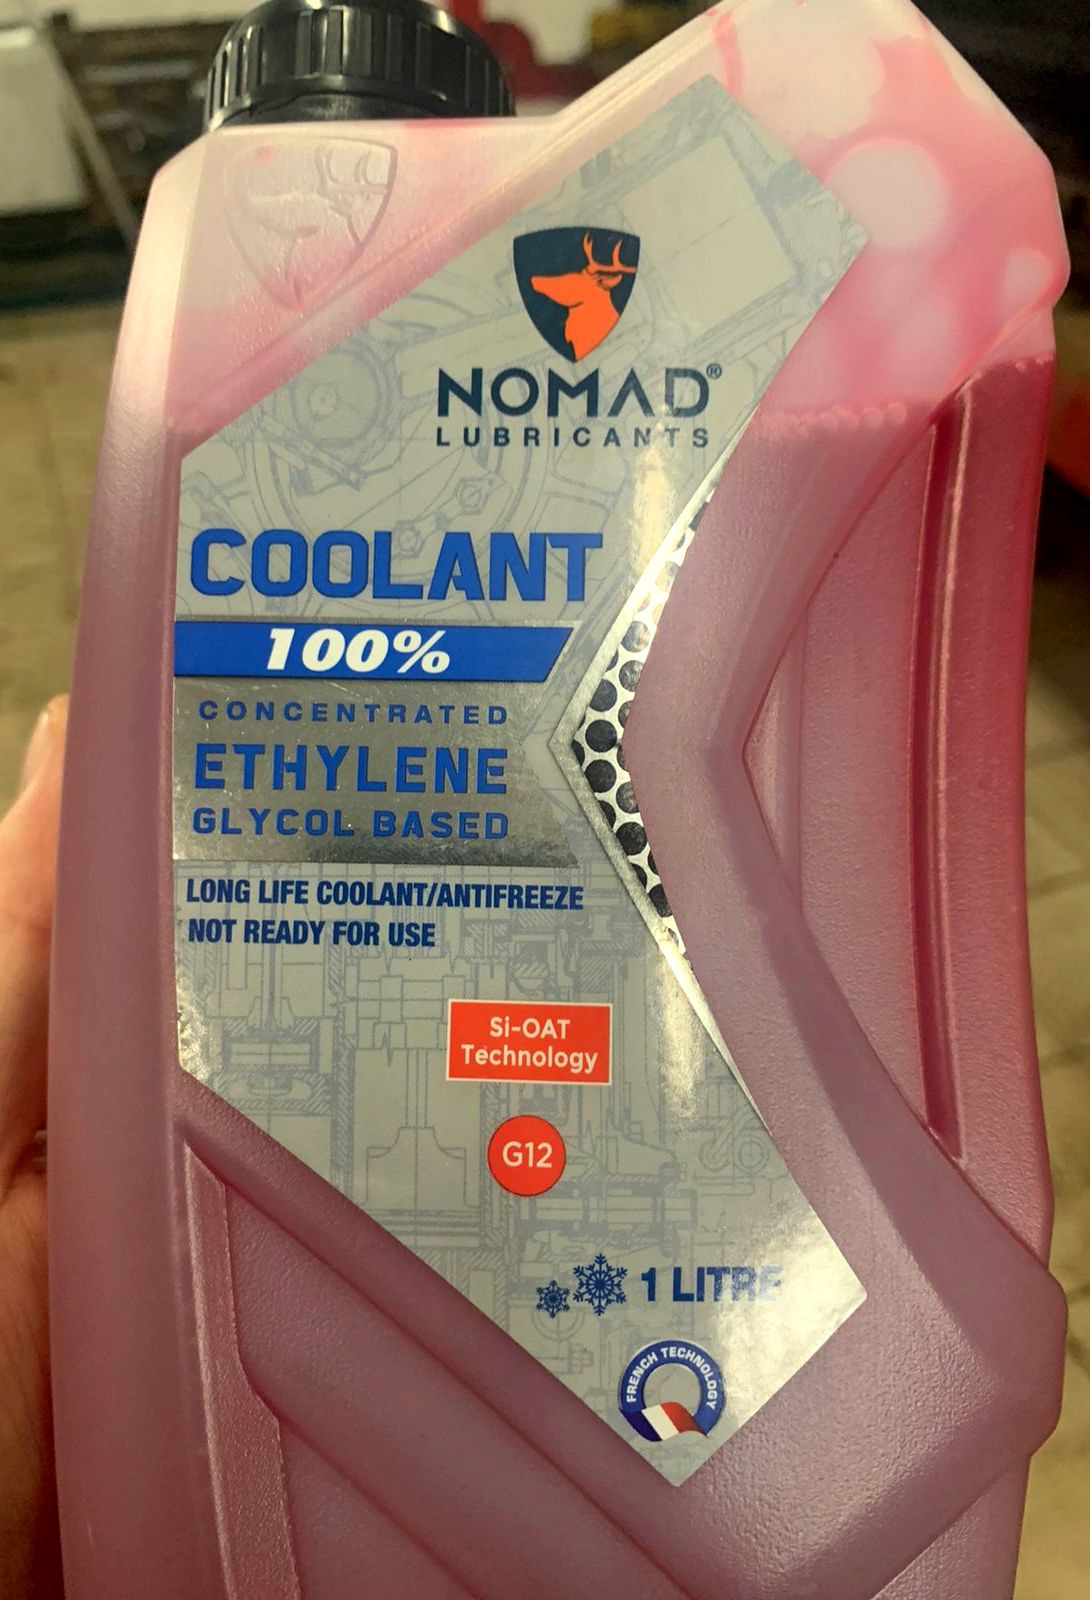 NOMAD®
LUBRICANTS
COOLANT
100%
CONCENTRATED
ETHYLENE
GLYCOL BASED
LONG LIFE COOLANT/ANTIFREEZE
NOT READY FOR USE
Si-OAT
Technology
G12
1 LITRE
FRENCH TECHNOLOGY